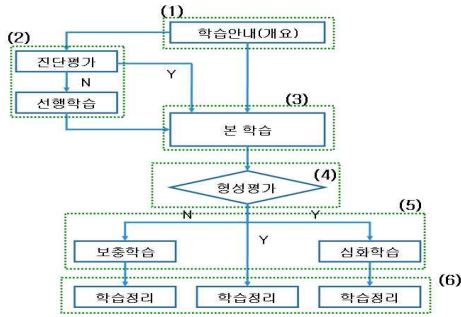 (1)
학습안내(개요)
(2)
진단평가
Y
N
선행학습
(3)
본 학습
(4)
형성평가
N
Y
(5)
Y
보충학습
심화학습
(6)
학습정리
학습정리
학습정리